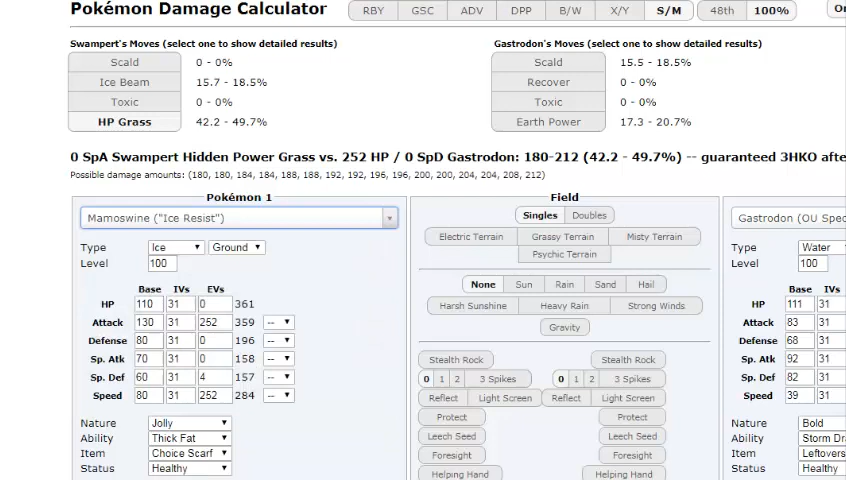 Pokémon Damage Calculator RBY GSC ADV DPP B/W X/Y S/M 48th 100%
Swampert's Moves (select one to show detailed results) Gastrodon's Moves (select one to show detailed results)
Scald 0 - 0% Scald 15.5 - 18.5%
Ice Beam 15.7 - 18.5% Recover 0 - 0%
Toxic 0 - 0% Toxic 0 - 0%
HP Grass 42.2 - 49.7% Earth Power 17.3 - 20.7%
0 SpA Swampert Hidden Power Grass vs. 252 HP / 0 SpD Gastrodon: 180-212 (42.2 - 49.7%) -- guaranteed 3HKO afte
Possible damage amounts: (180, 180, 184, 184, 188, 188, 192, 192, 196, 196, 200, 200, 204, 204, 208, 212)
Pokémon 1 Field
Mamoswine ("Ice Resist") Singles Doubles Gastrodon (OU Spec
Electric Terrain Grassy Terrain Misty Terrain
Type Ice Ground Psychic Terrain Type Water
Level 100 Level 100
None Sun Rain Sand Hail
Base IVs EVs Base IVs
HP 110 31 0 361 Harsh Sunshine Heavy Rain Strong Winds HP 111 31
Attack 130 31 252 359 -- Gravity Attack 83 31
Defense 80 31 0 196 -- Defense 68 31
Sp. Atk 70 31 0 158 -- Stealth Rock Stealth Rock Sp. Atk 92 31
Sp. Def 60 31 4 157 -- 0 1 2 3 Spikes 0 1 2 3 Spikes Sp. Def 82 31
Speed 80 31 252 284 -- Reflect Light Screen Reflect Light Screen Speed 39 31
Nature Jolly Protect Protect Nature Bold
Ability Thick Fat Leech Seed Leech Seed Ability Storm Dr
Item Choice Scarf Foresight Foresight Item Leftovers
Status Healthy Helping Hand Helping Hand Status Healthy